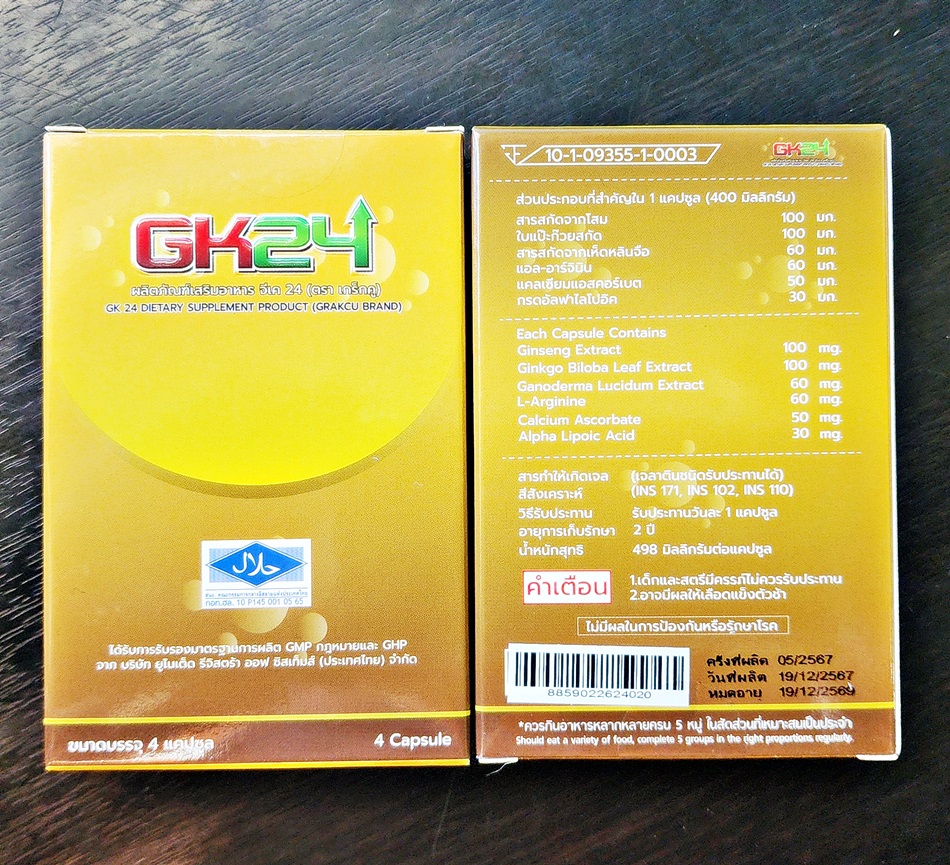 GK24
ผลิตภัณฑ์เสริมอาหาร จีเค 24 (ตรา เกร็กคู)
GK 24 DIETARY SUPPLEMENT PRODUCT (GRAKCU BRAND)
حلال
กอท.ฮล. 10 P145 001 05 65
ได้รับการรับรองมาตรฐานการผลิต GMP กฎหมายและ GHP
จาก บริษัท ยูไนเต็ด รีจิสตร้า ออฟ ซิสเท็มส์ (ประเทศไทย) จำกัด
ขนาดบรรจุ 4 แคปซูล
4 Capsule
10-1-09355-1-0003
GK24
ส่วนประกอบที่สำคัญใน 1 แคปซูล (400 มิลลิกรัม)
สารสกัดจากโสม 100 มก.
ใบแป๊ะก๊วยสกัด 100 มก.
สารสกัดจากเห็ดหลินจือ 60 มก.
แอล-อาร์จินีน 60 มก.
แคลเซียมแอสคอร์เบต 50 มก.
กรดอัลฟาไลโปอิค 30 มก.
Each Capsule Contains
Ginseng Extract 100 mg.
Ginkgo Biloba Leaf Extract 100 mg.
Ganoderma Lucidum Extract 60 mg.
L-Arginine 60 mg.
Calcium Ascorbate 50 mg.
Alpha Lipoic Acid 30 mg.
สารทำให้เกิดเจล (เจลาตินชนิดรับประทานได้)
สีสังเคราะห์ (INS 171, INS 102, INS 110)
วิธีรับประทาน รับประทานวันละ 1 แคปซูล
อายุการเก็บรักษา 2 ปี
น้ำหนักสุทธิ 498 มิลลิกรัมต่อแคปซูล
คำเตือน
1.เด็กและสตรีมีครรภ์ไม่ควรรับประทาน
2.อาจมีผลให้เลือดแข็งตัวช้า
ไม่มีผลในการป้องกันหรือรักษาโรค
8859022624020
ครั้งที่ผลิต 05/2567
วันที่ผลิต 19/12/2567
หมดอายุ 19/12/2569
*ควรกินอาหารหลากหลายครบ 5 หมู่ ในสัดส่วนที่เหมาะสมเป็นประจำ
Should eat a variety of food, complete 5 groups in the right proportions regularly.